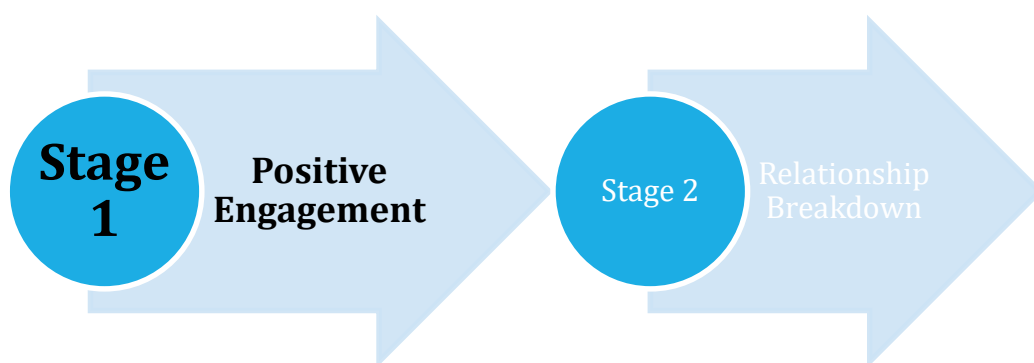 Stage
1
Positive
Engagement
Stage 2
Relationship
Breakdown